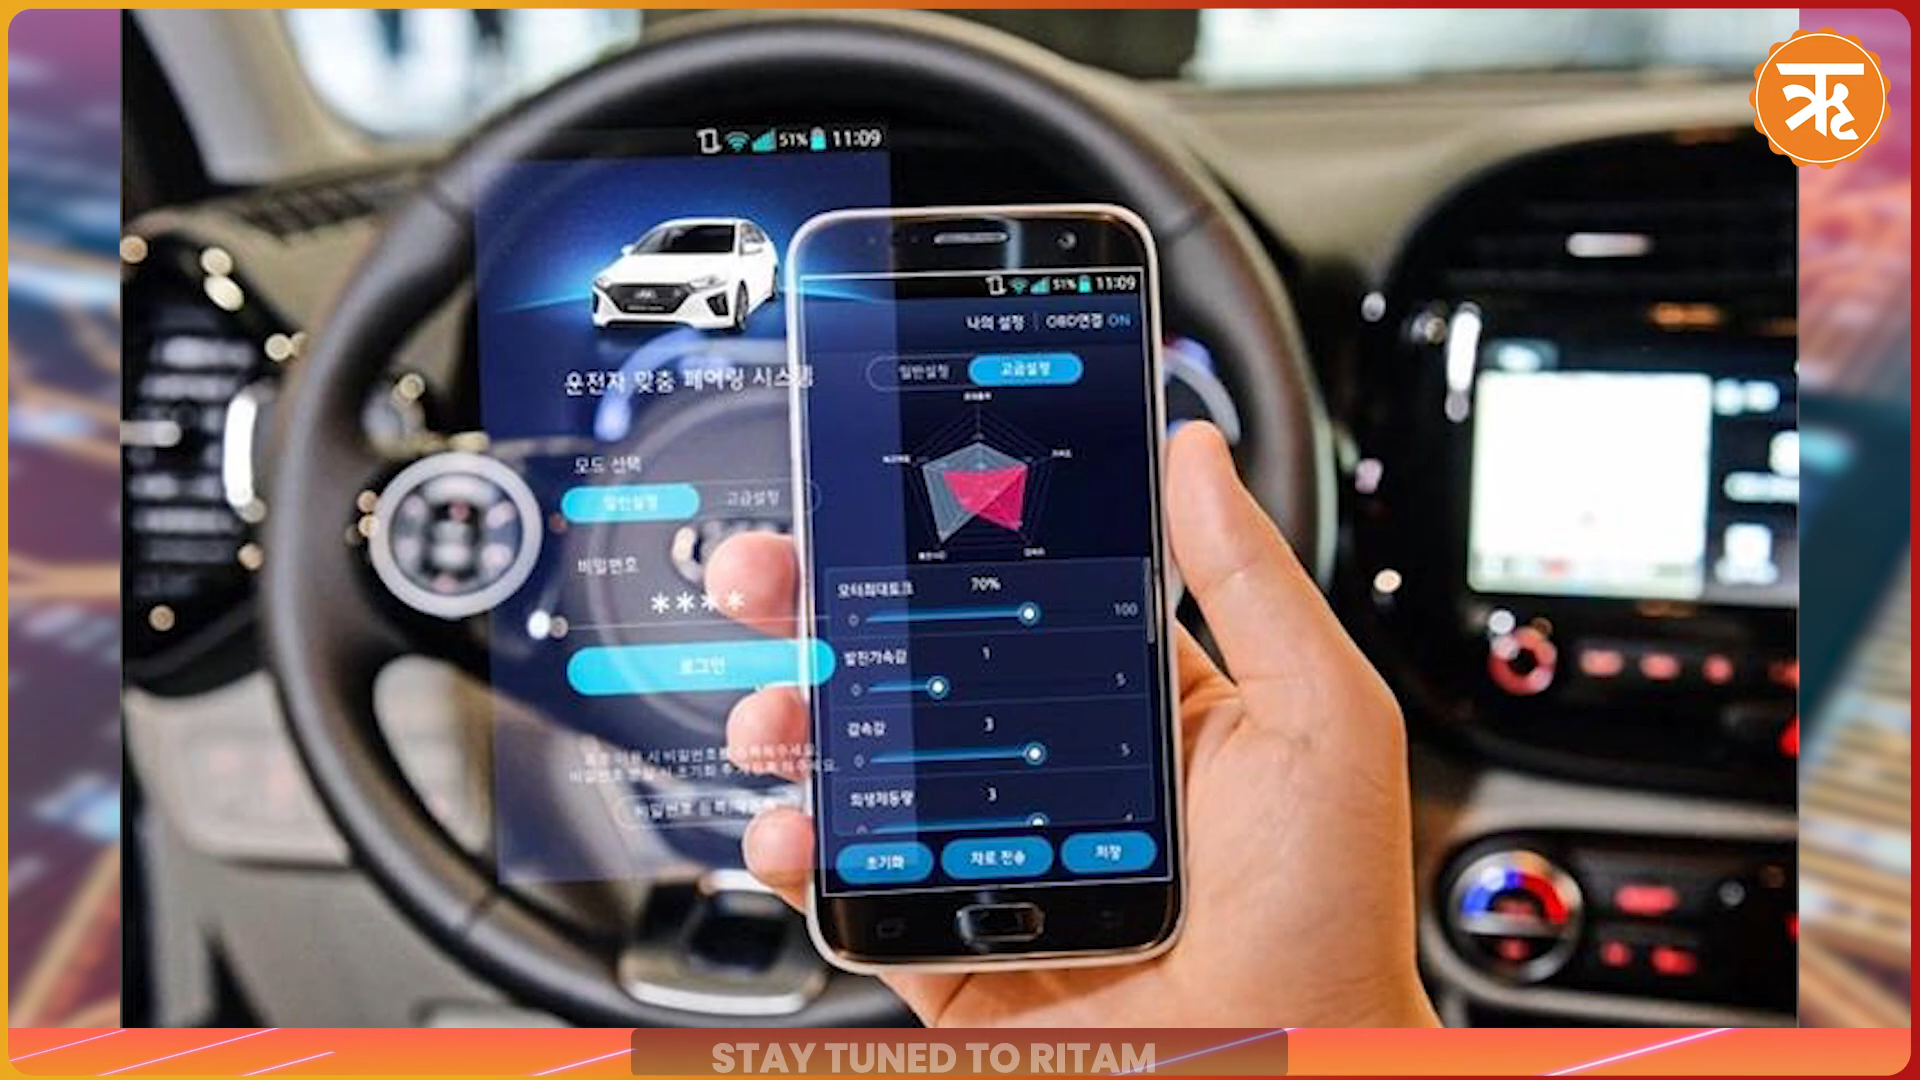 ऋ
51% 11:09
51% 11:09
나의 설정 | OBD연결 ON
일반설정 고급설정
운전자 맞춤 페어링 시스템
모드 선택
일반설정 고급설정
비밀번호
****
로그인
모터최대토크 70%
0 100
발진가속감 1
0 5
감속감 3
0 5
회생제동량 3
초기화 차로 전송 저장
STAY TUNED TO RITAM